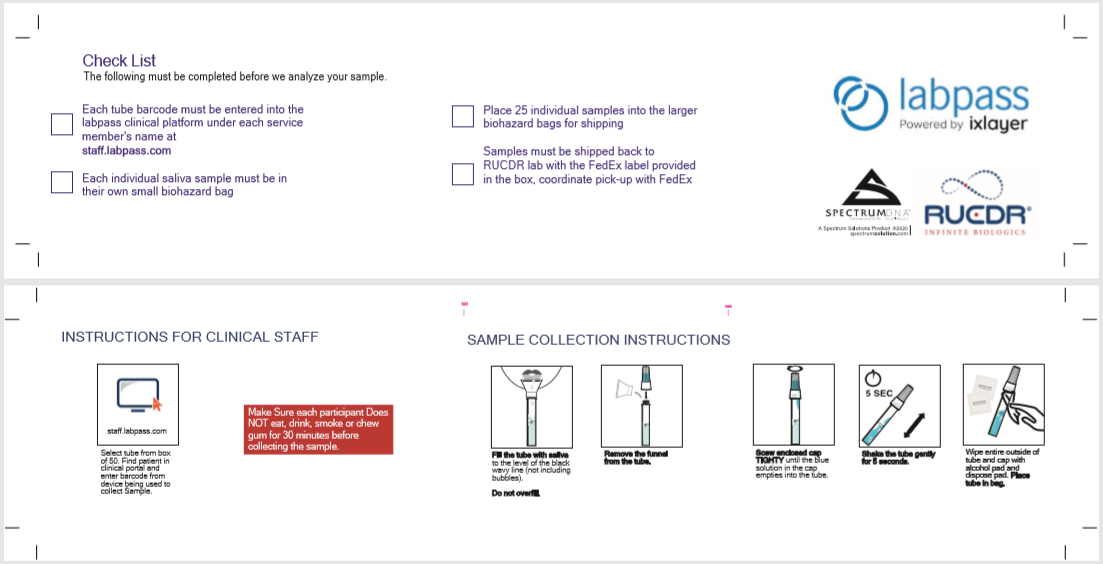 Check List
The following must be completed before we analyze your sample.
Each tube barcode must be entered into the
labpass clinical platform under each service
member's name at
staff.labpass.com
Each individual saliva sample must be in
their own small biohazard bag
Place 25 individual samples into the larger
biohazard bags for shipping
Samples must be shipped back to
RUCDR lab with the FedEx label provided
in the box, coordinate pick-up with FedEx
labpass
Powered by ixlayer
SPECTRUMDNA
A Spectrum Solutions Product ©2020
spectrumsolution.com
RUCDR®
INFINITE BIOLOGICS
INSTRUCTIONS FOR CLINICAL STAFF
staff.labpass.com
Select tube from box
of 50. Find patient in
clinical portal and
enter barcode from
device being used to
collect Sample.
Make Sure each participant Does
NOT eat, drink, smoke or chew
gum for 30 minutes before
collecting the sample.
SAMPLE COLLECTION INSTRUCTIONS
Fill the tube with saliva
to the level of the black
wavy line (not including
bubbles).
Do not overfill.
Remove the funnel
from the tube.
Scew enclosed cap
TIGHTY until the blue
solution in the cap
empties into the tube.
5 SEC
Shake the tube gently
for 5 seconds.
Wipe entire outside of
tube and cap with
alcohol pad and
dispose pad. Place
tube in bag.